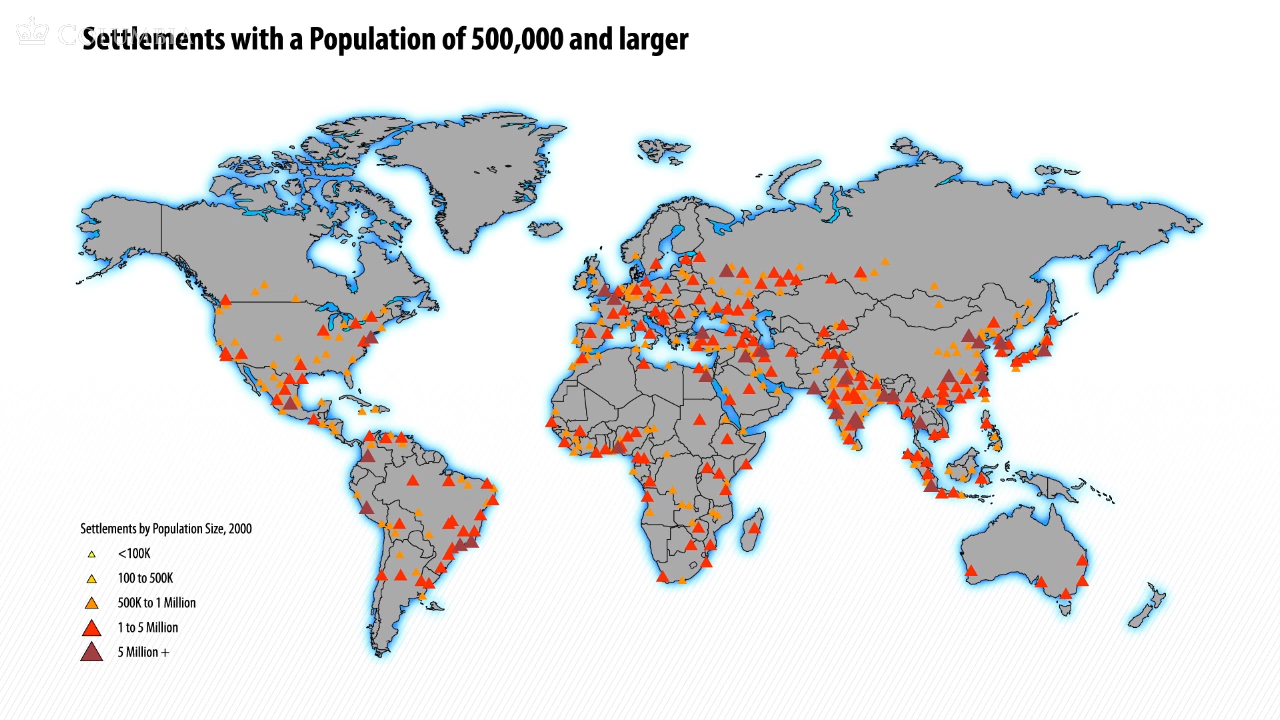 COLUMBIA
Settlements with a Population of 500,000 and larger
Settlements by Population Size, 2000
<100K
100 to 500K
500K to 1 Million
1 to 5 Million
5 Million +